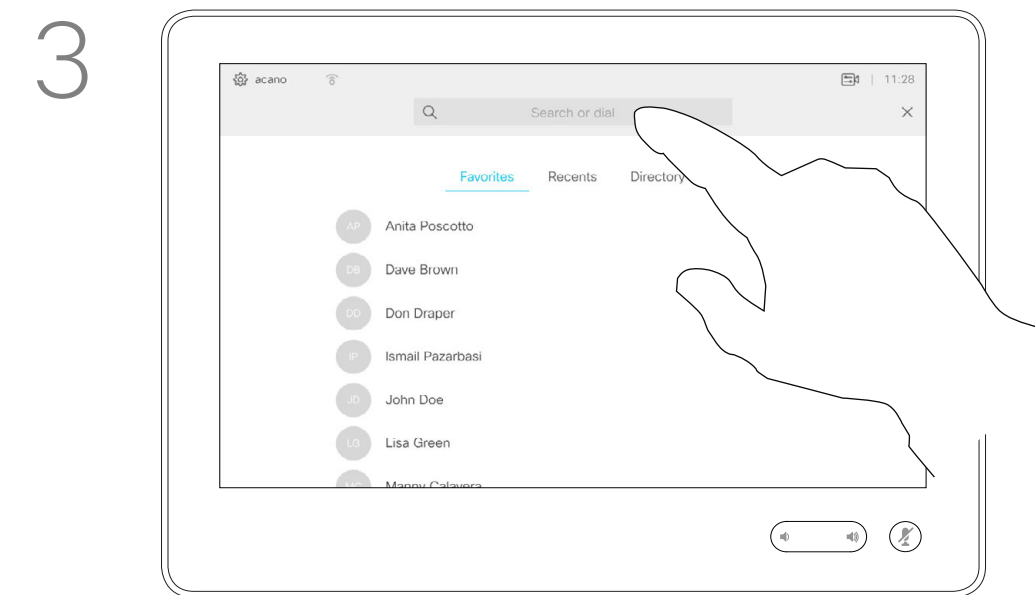 3
acano
11:28
Search or dial
Favorites Recents Directory
AP Anita Poscotto
DB Dave Brown
DD Don Draper
IP Ismail Pazarbasi
JD John Doe
LG Lisa Green
MC Manny Calavera